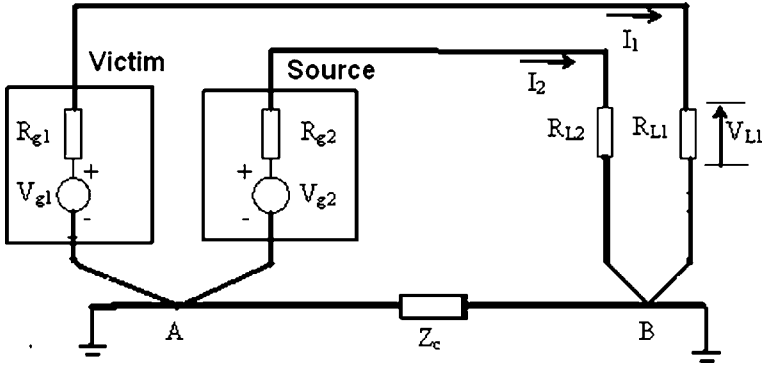 I1
Victim
Source
I2
Rg1
Rg2
RL2
RL1
VL1
+
+
Vg1
Vg2
-
-
A
Zc
B